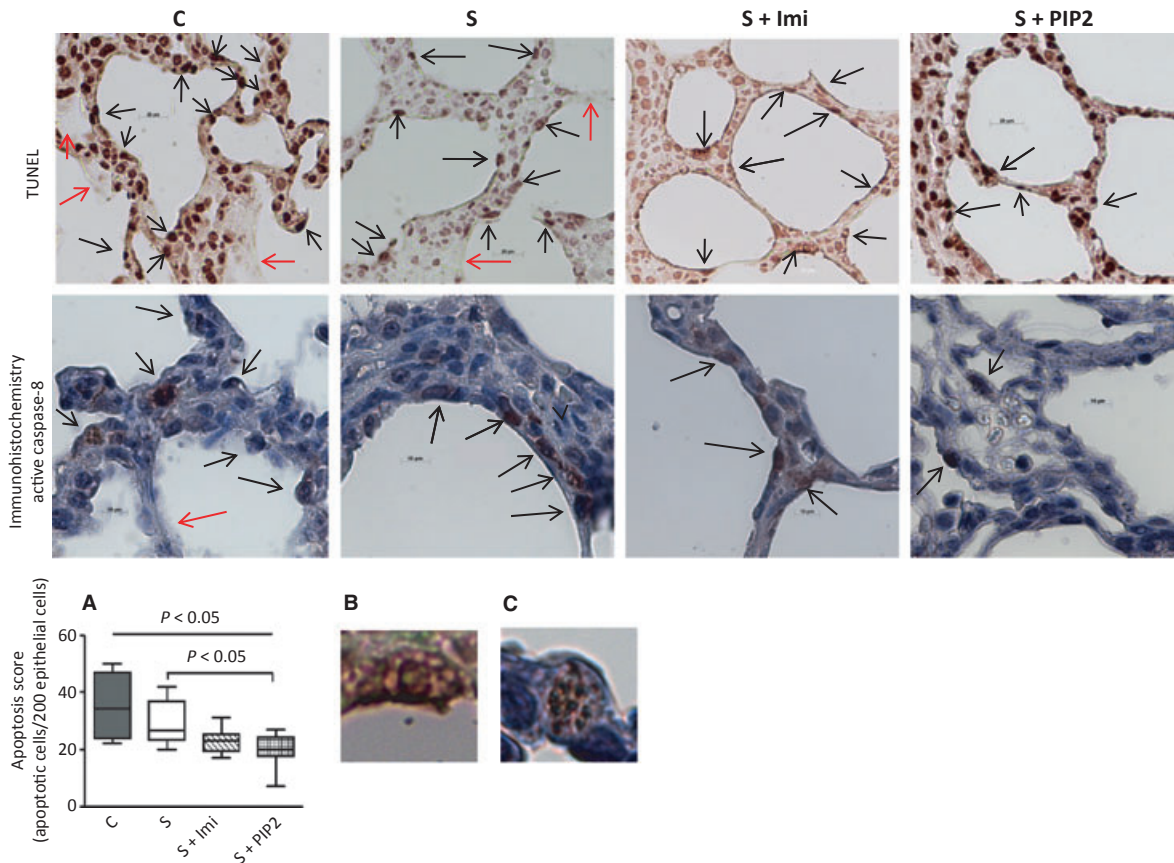 C S S + Imi S + PIP2
TUNEL
Immunohistochemistry
active caspase-8
A
P < 0.05
P < 0.05
Apoptosis score
(apoptotic cells/200 epithelial cells)
60
40
20
0
C
S
S + Imi
S + PIP2
B
C